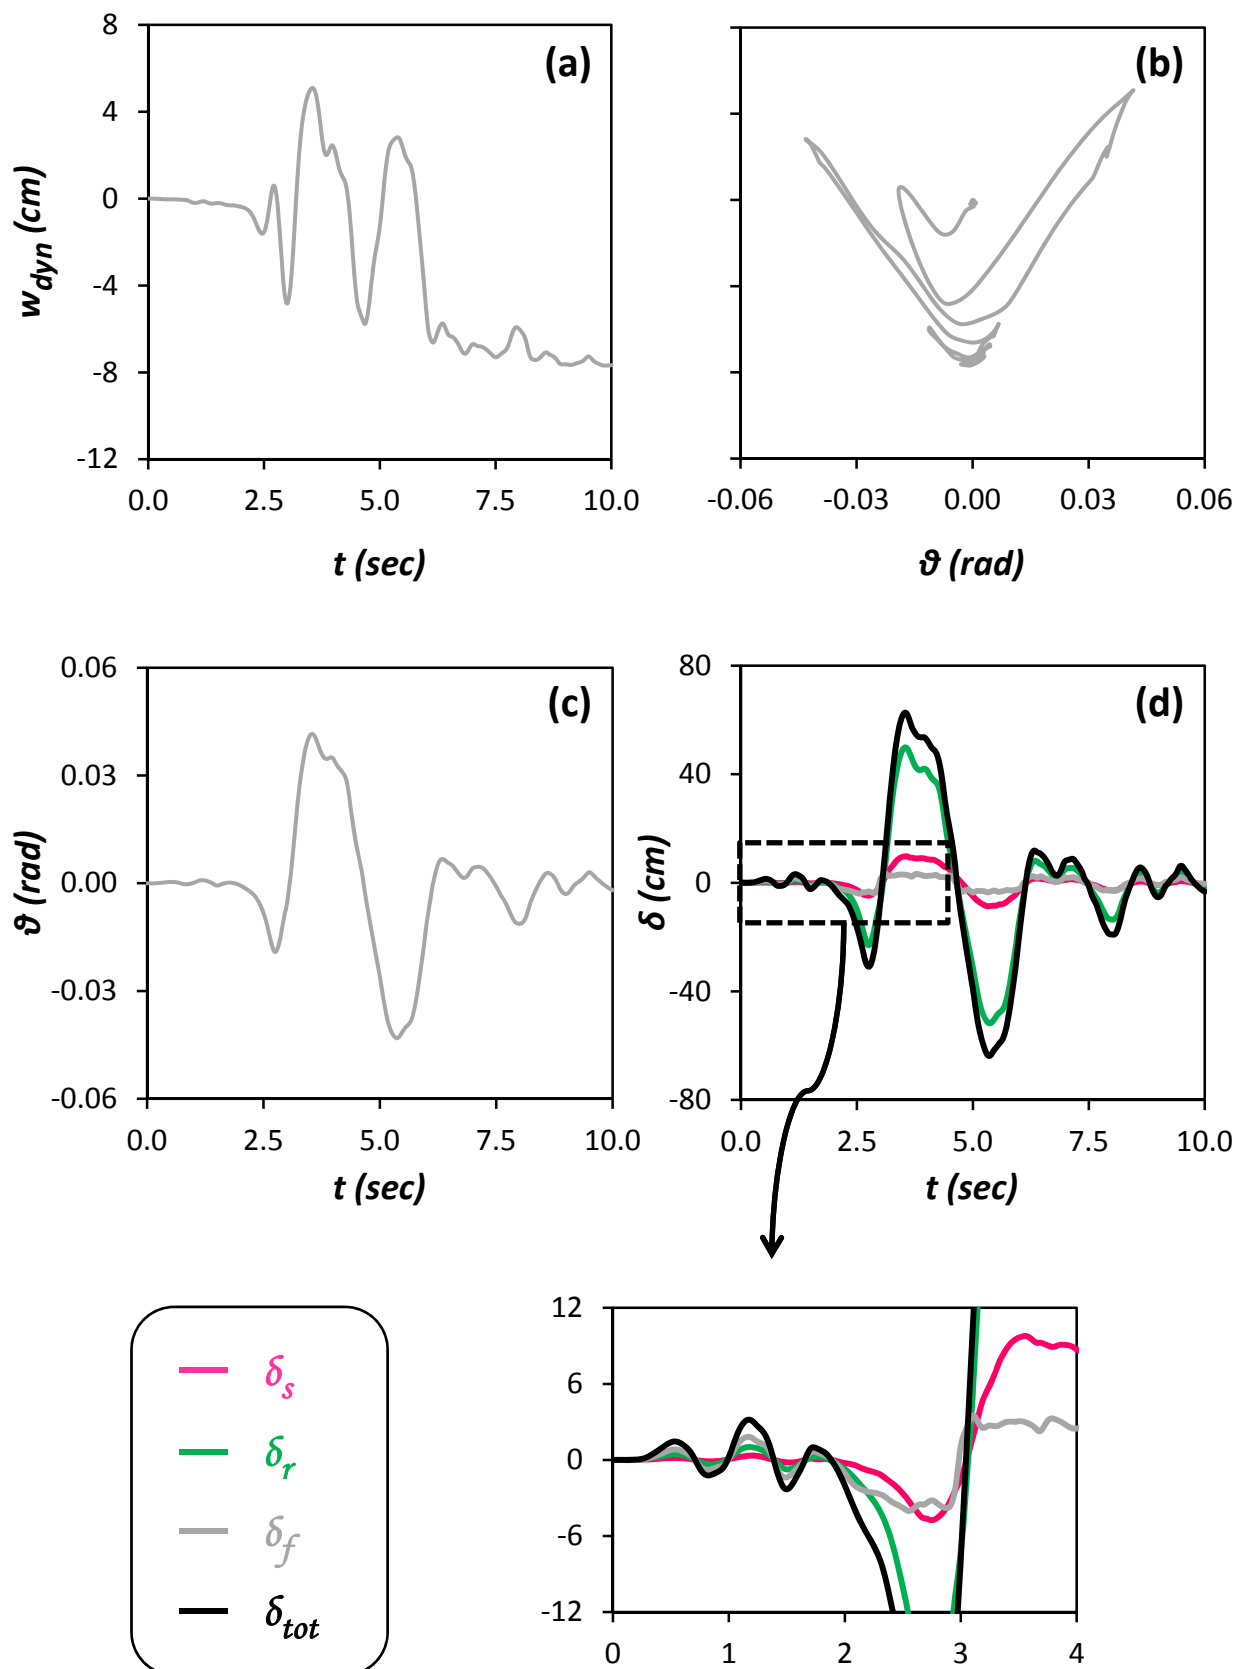 (a)
8
4
0
-4
-8
-12
w_dyn (cm)
0.0 2.5 5.0 7.5 10.0
t (sec)
(b)
-0.06 -0.03 0.00 0.03 0.06
ϑ (rad)
(c)
0.06
0.03
0.00
-0.03
-0.06
ϑ (rad)
0.0 2.5 5.0 7.5 10.0
t (sec)
(d)
80
40
0
-40
-80
δ (cm)
0.0 2.5 5.0 7.5 10.0
t (sec)
δ_s
δ_r
δ_f
δ_tot
12
6
0
-6
-12
0 1 2 3 4